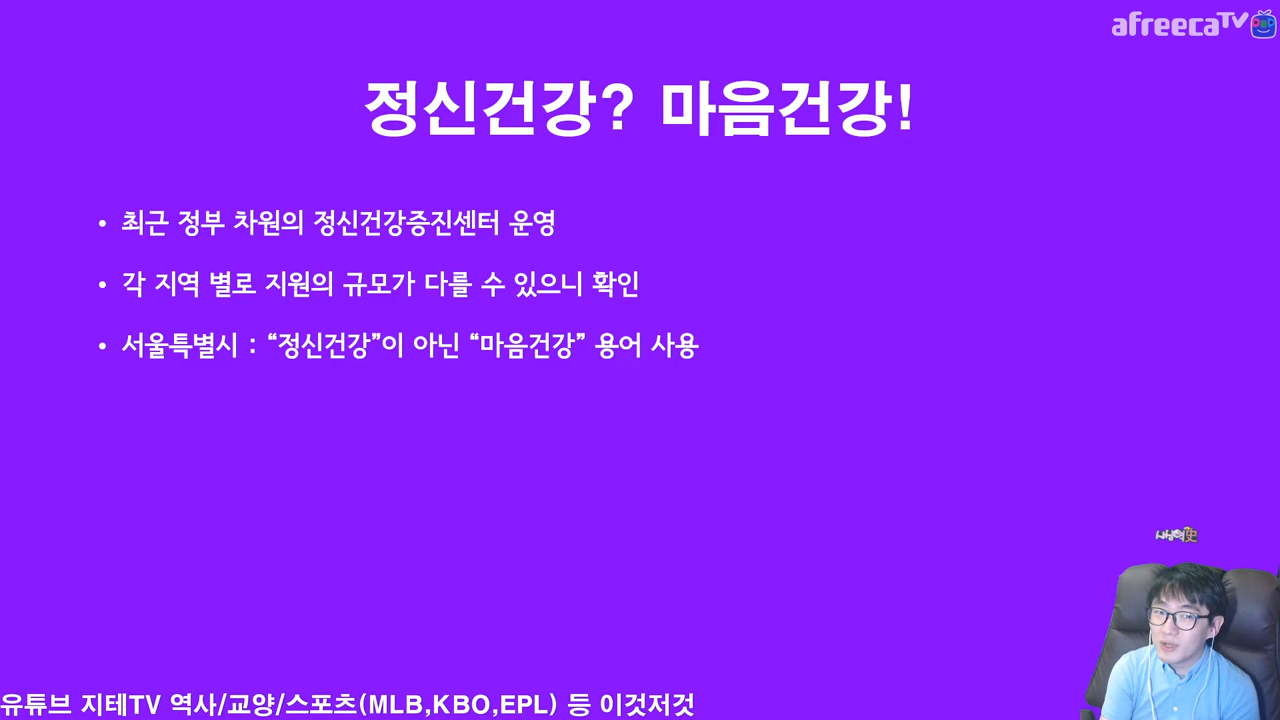 afreecaTV
정신건강? 마음건강!
• 최근 정부 차원의 정신건강증진센터 운영
• 각 지역 별로 지원의 규모가 다를 수 있으니 확인
• 서울특별시 : “정신건강”이 아닌 “마음건강” 용어 사용
유튜브 지테TV 역사/교양/스포츠(MLB,KBO,EPL) 등 이것저것